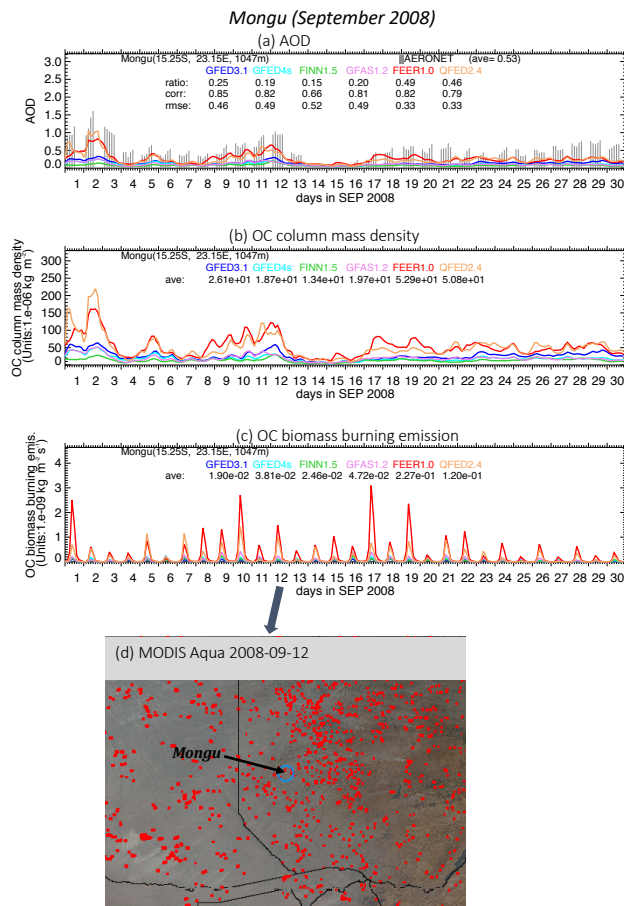 Mongu (September 2008)
(a) AOD
Mongu(15.25S, 23.15E, 1047m) AERONET (ave= 0.53)
GFED3.1 GFED4s FINN1.5 GFAS1.2 FEER1.0 QFED2.4
ratio: 0.25 0.19 0.15 0.20 0.49 0.46
corr: 0.85 0.82 0.66 0.81 0.82 0.79
rmse: 0.46 0.49 0.52 0.49 0.33 0.33
AOD
3.0
2.5
2.0
1.5
1.0
0.5
0.0
1 2 3 4 5 6 7 8 9 10 11 12 13 14 15 16 17 18 19 20 21 22 23 24 25 26 27 28 29 30
days in SEP 2008
(b) OC column mass density
Mongu(15.25S, 23.15E, 1047m)
GFED3.1 GFED4s FINN1.5 GFAS1.2 FEER1.0 QFED2.4
ave: 2.61e+01 1.87e+01 1.34e+01 1.97e+01 5.29e+01 5.08e+01
OC column mass density
(Units:1.e-06 kg m-2)
300
250
200
150
100
50
0
1 2 3 4 5 6 7 8 9 10 11 12 13 14 15 16 17 18 19 20 21 22 23 24 25 26 27 28 29 30
days in SEP 2008
(c) OC biomass burning emission
Mongu(15.25S, 23.15E, 1047m)
GFED3.1 GFED4s FINN1.5 GFAS1.2 FEER1.0 QFED2.4
ave: 1.90e-02 3.81e-02 2.46e-02 4.72e-02 2.27e-01 1.20e-01
OC biomass burning emis.
(Units:1.e-09 kg m-2 s-1)
4
3
2
1
0
1 2 3 4 5 6 7 8 9 10 11 12 13 14 15 16 17 18 19 20 21 22 23 24 25 26 27 28 29 30
days in SEP 2008
(d) MODIS Aqua 2008-09-12
Mongu